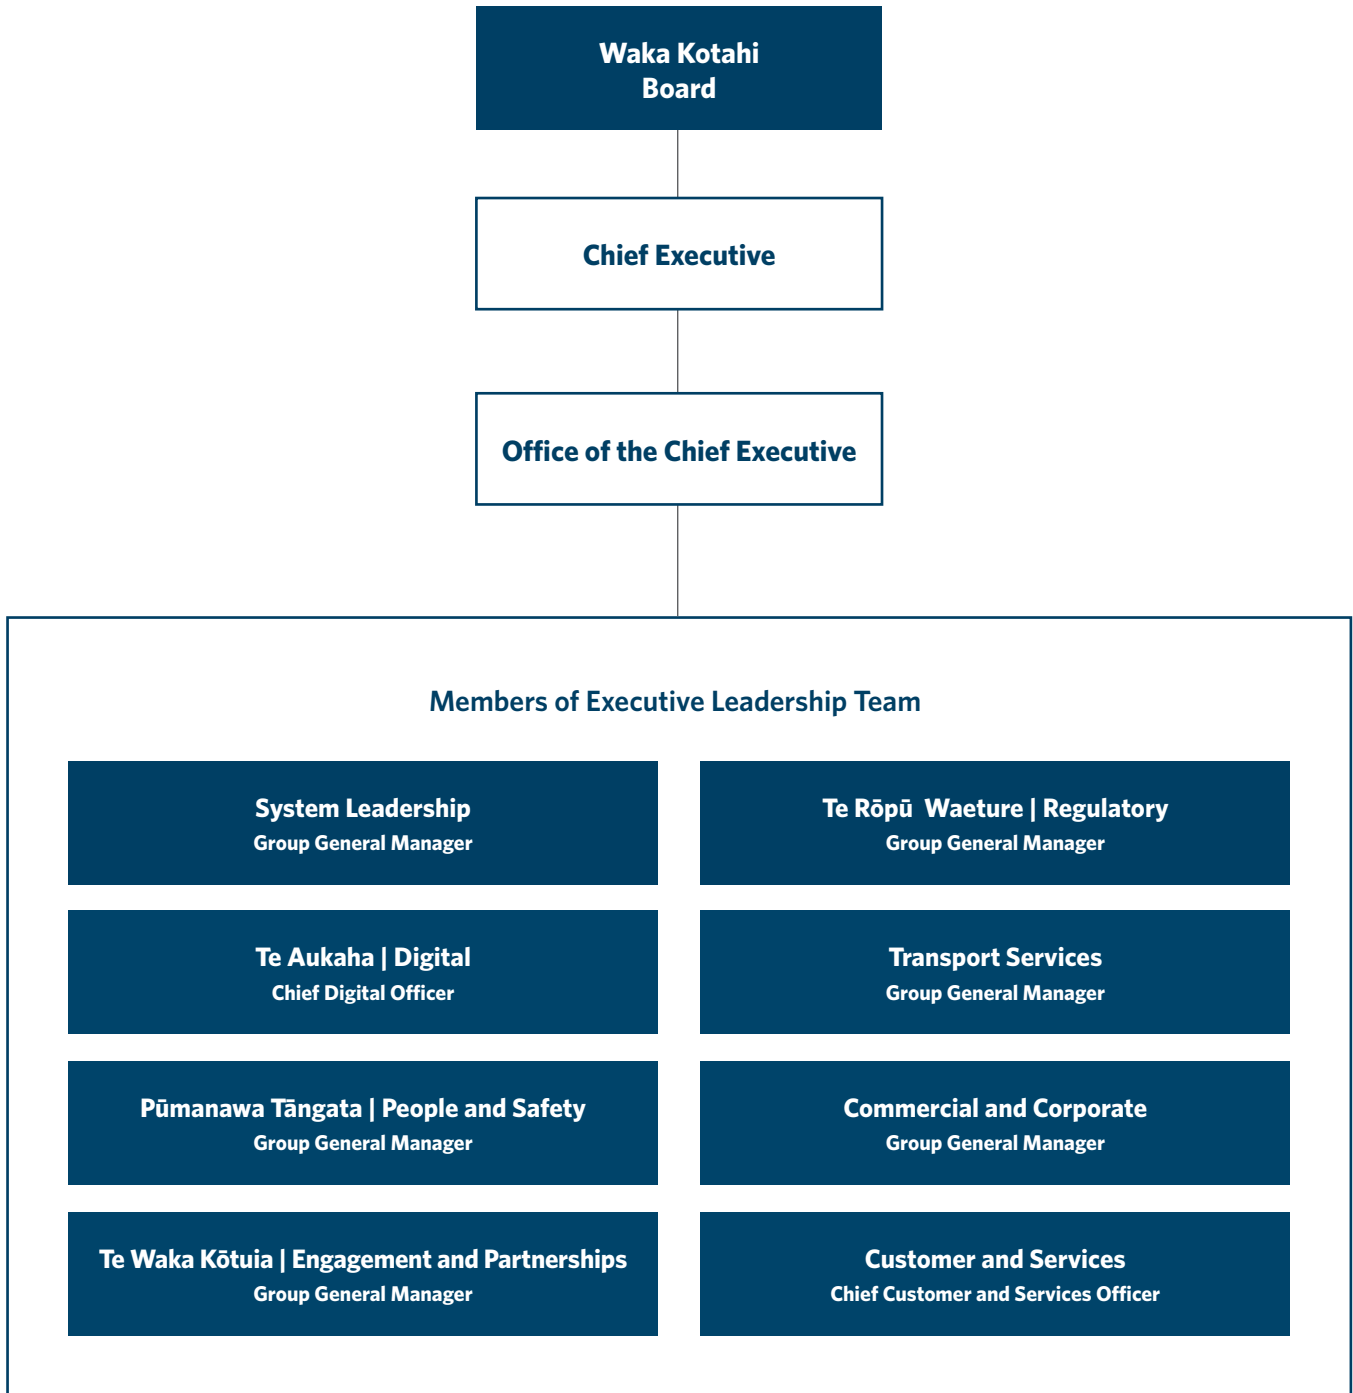 Waka Kotahi
Board
Chief Executive
Office of the Chief Executive
Members of Executive Leadership Team
System Leadership
Group General Manager
Te Rōpū Waeture | Regulatory
Group General Manager
Te Aukaha | Digital
Chief Digital Officer
Transport Services
Group General Manager
Pūmanawa Tāngata | People and Safety
Group General Manager
Commercial and Corporate
Group General Manager
Te Waka Kōtuia | Engagement and Partnerships
Group General Manager
Customer and Services
Chief Customer and Services Officer